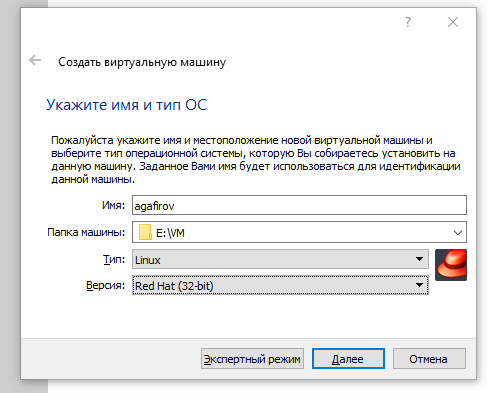 Создать виртуальную машину
Укажите имя и тип ОС
Пожалуйста укажите имя и местоположение новой виртуальной машины и
выберите тип операционной системы, которую Вы собираетесь установить на
данную машину. Заданное Вами имя будет использоваться для идентификации
данной машины.
Имя: agafirov
Папка машины: E:\VM
Тип: Linux
Версия: Red Hat (32-bit)
Экспертный режим Далее Отмена